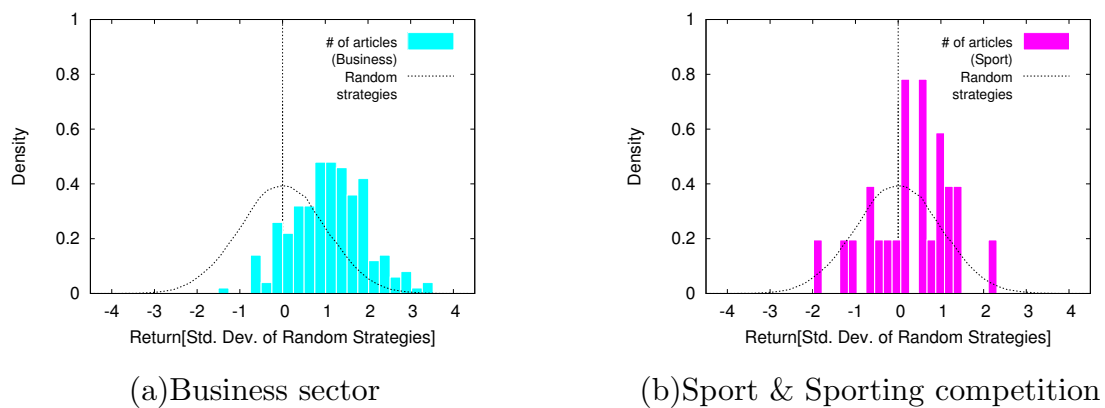 1
0.8
0.6
0.4
0.2
0
Density
# of articles
(Business)
Random
strategies
-4 -3 -2 -1 0 1 2 3 4
Return[Std. Dev. of Random Strategies]
(a)Business sector
1
0.8
0.6
0.4
0.2
0
Density
# of articles
(Sport)
Random
strategies
-4 -3 -2 -1 0 1 2 3 4
Return[Std. Dev. of Random Strategies]
(b)Sport & Sporting competition